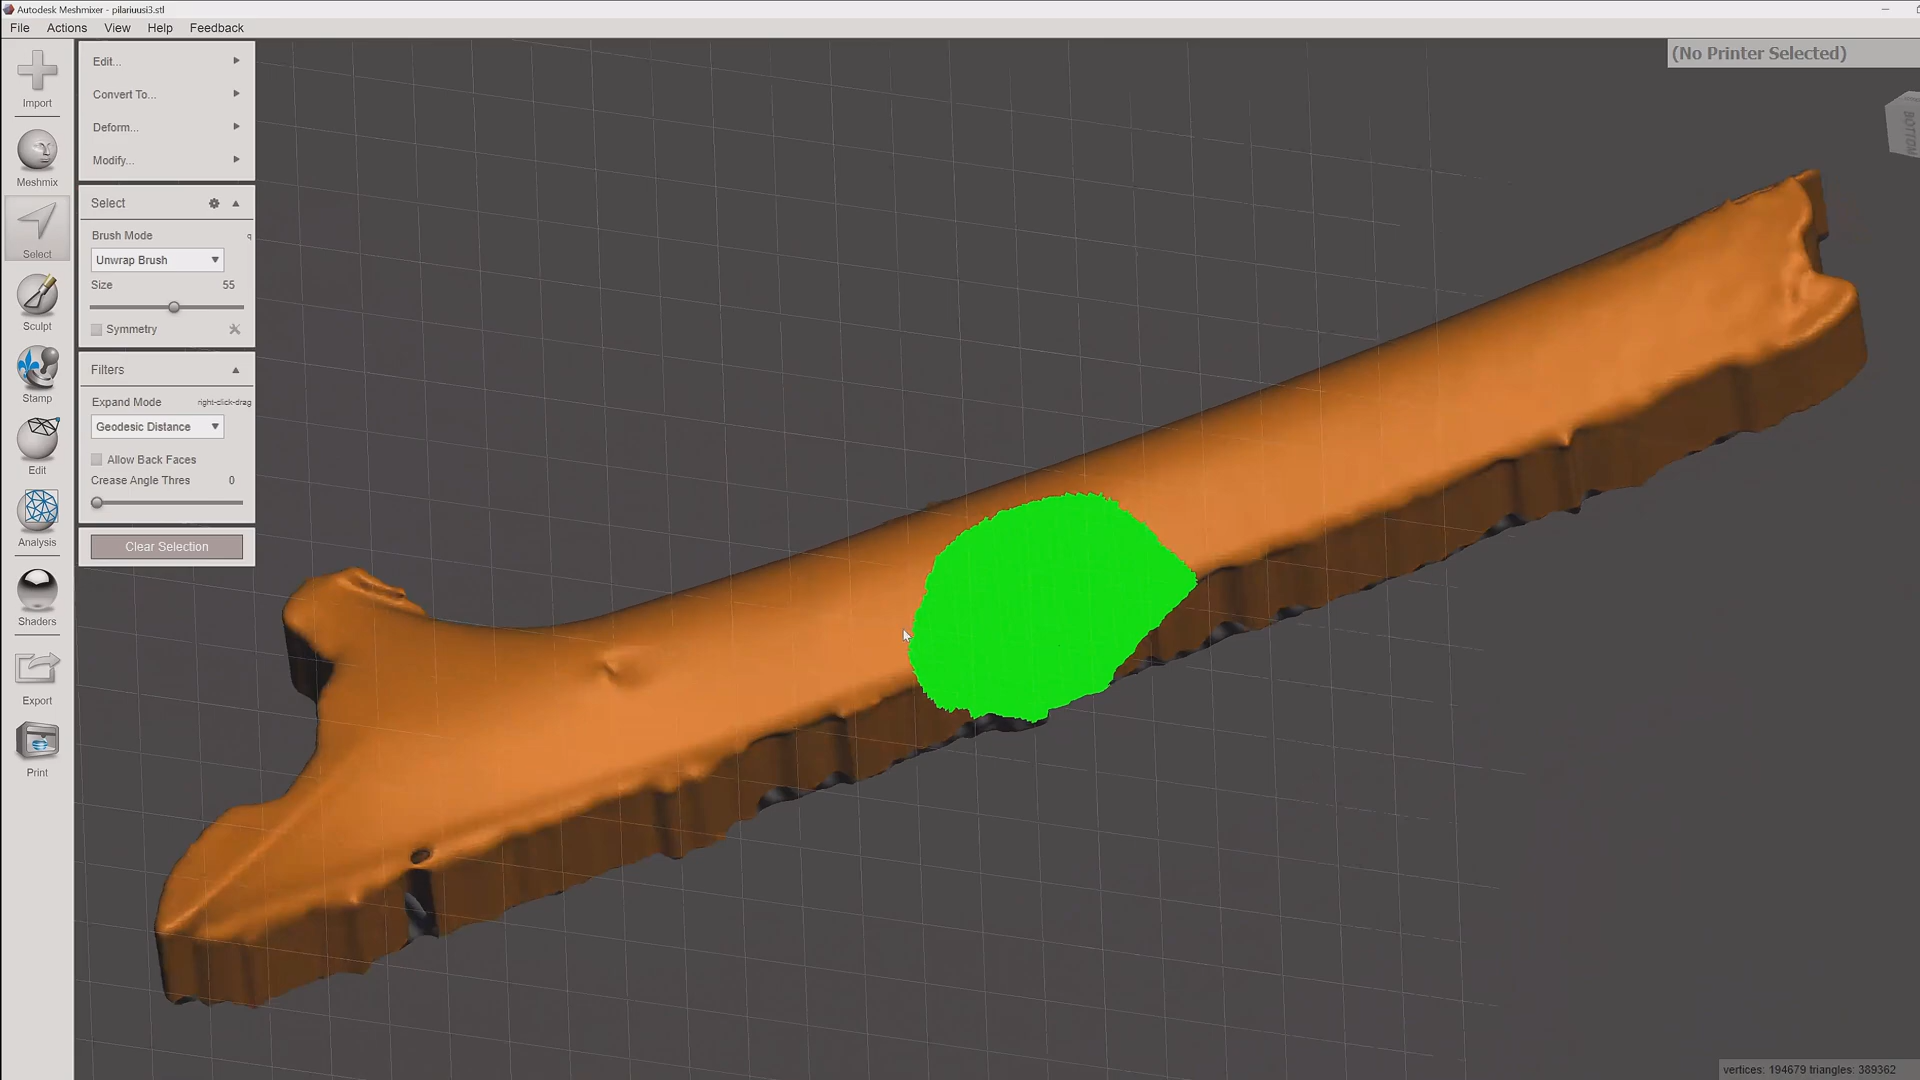 Autodesk Meshmixer - pilariuusi3.stl
File Actions View Help Feedback
(No Printer Selected)
Import
Meshmix
Select
Sculpt
Stamp
Edit
Analysis
Shaders
Export
Print
Edit...
Convert To...
Deform...
Modify...
Select
Brush Mode q
Unwrap Brush
Size 55
Symmetry
Filters
Expand Mode right-click-drag
Geodesic Distance
Allow Back Faces
Crease Angle Thres 0
Clear Selection
BOTTOM
vertices: 194679 triangles: 389362